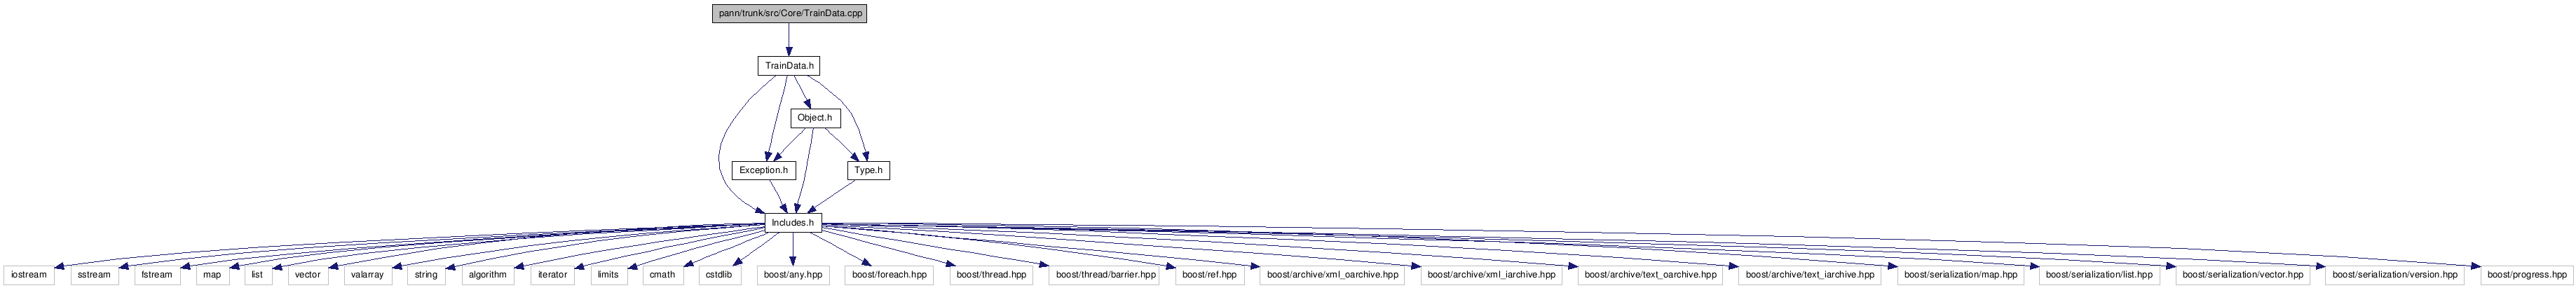 pann/trunk/src/Core/TrainData.cpp
TrainData.h
Object.h
Exception.h
Type.h
Includes.h
iostream
sstream
fstream
map
list
vector
valarray
string
algorithm
iterator
limits
cmath
cstdlib
boost/any.hpp
boost/foreach.hpp
boost/thread.hpp
boost/thread/barrier.hpp
boost/ref.hpp
boost/archive/xml_oarchive.hpp
boost/archive/xml_iarchive.hpp
boost/archive/text_oarchive.hpp
boost/archive/text_iarchive.hpp
boost/serialization/map.hpp
boost/serialization/list.hpp
boost/serialization/vector.hpp
boost/serialization/version.hpp
boost/progress.hpp